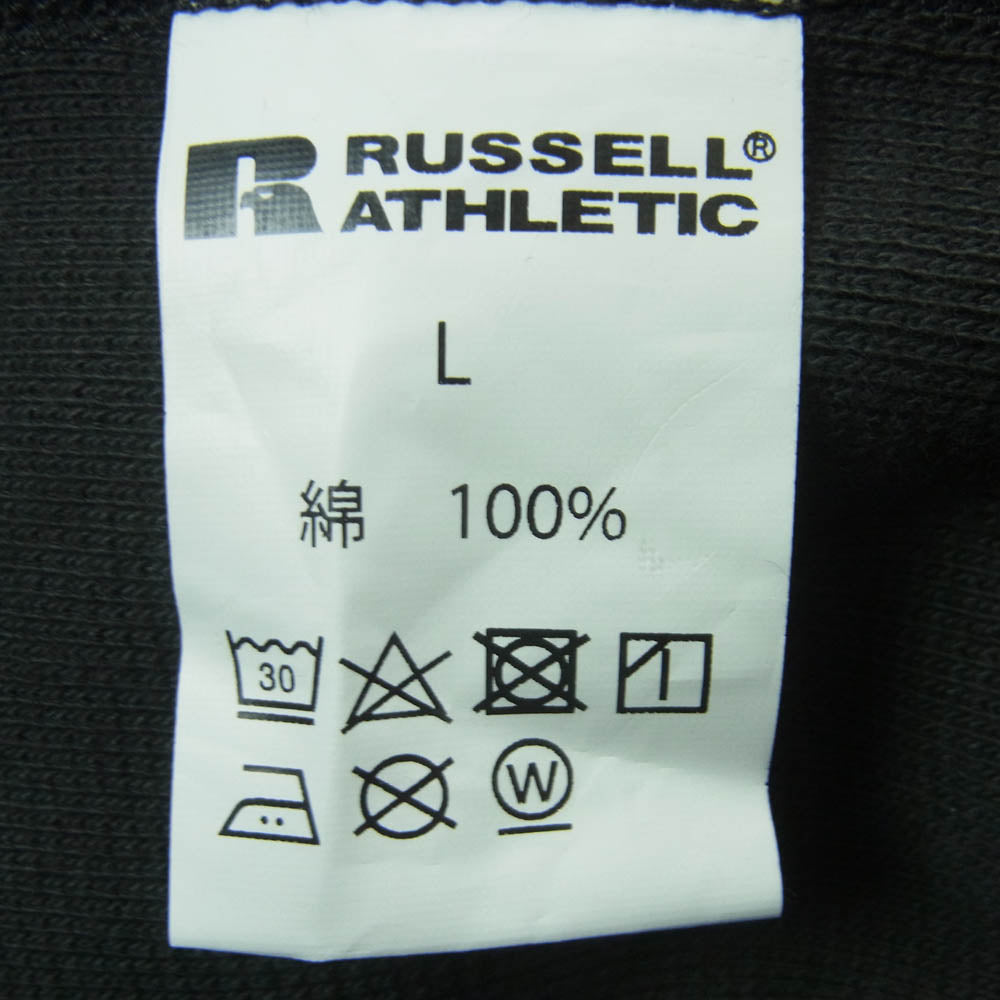 RUSSELL®
ATHLETIC
L
綿 100%
30
W